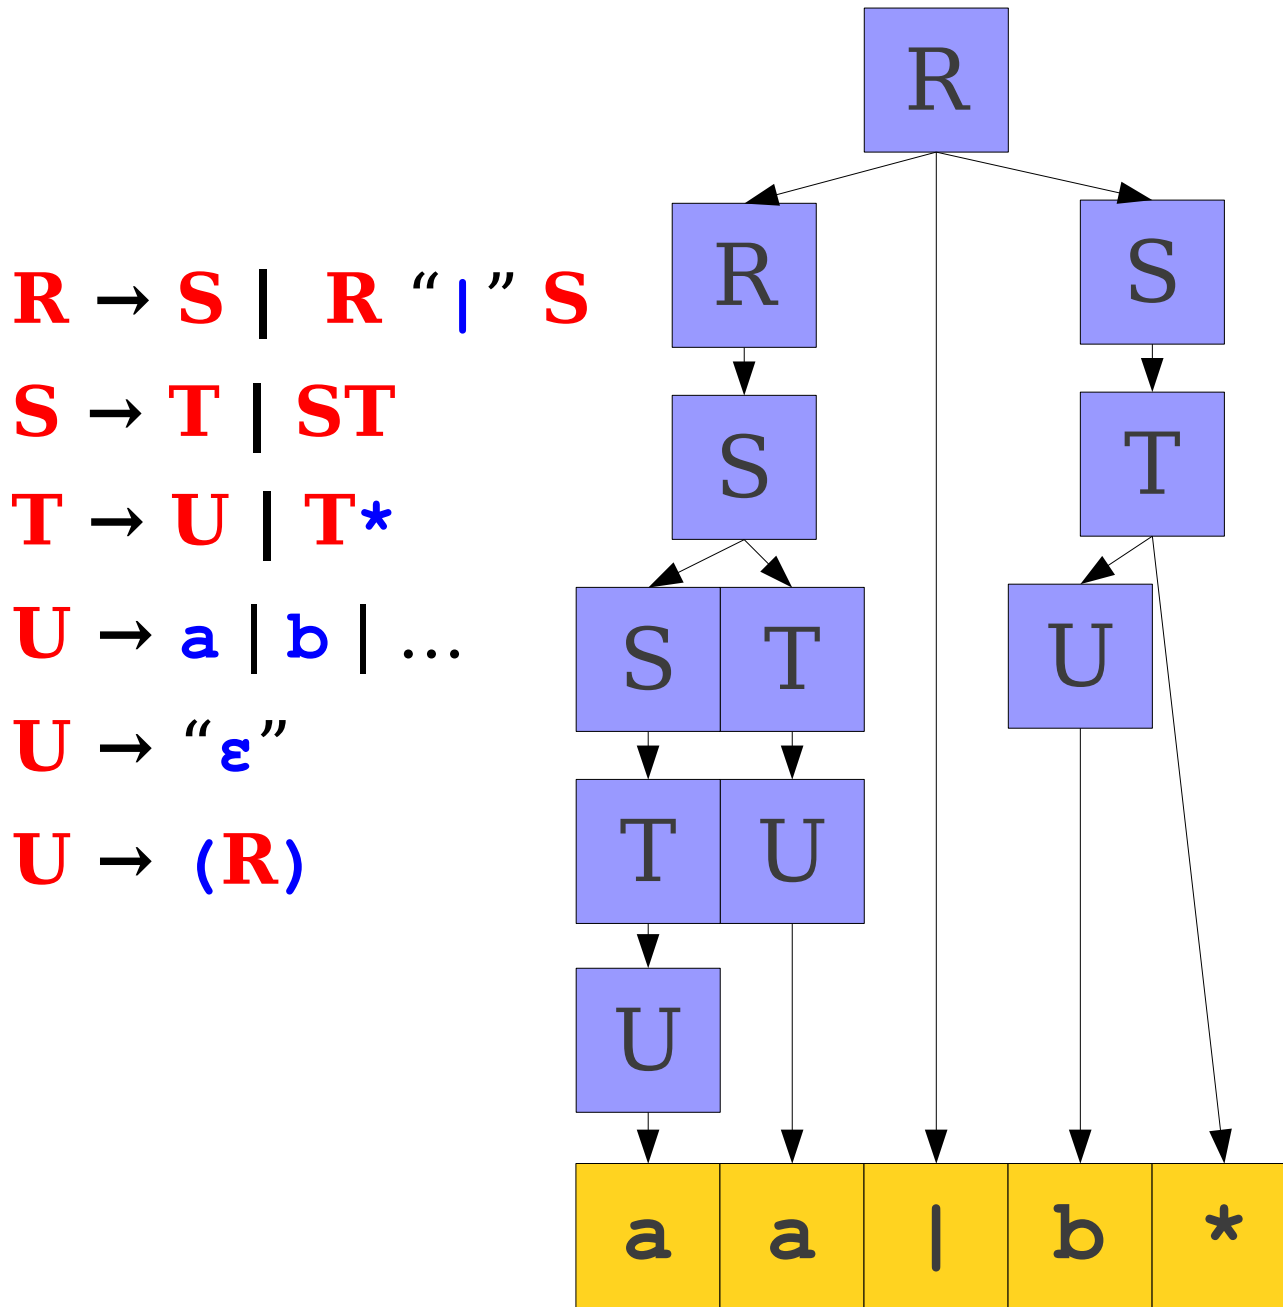 R
R S
R → S | R “|” S
S T
S → T | ST
T → U | T*
S T U
U → a | b | …
U → “ε”
T U
U → (R)
U
a a | b *